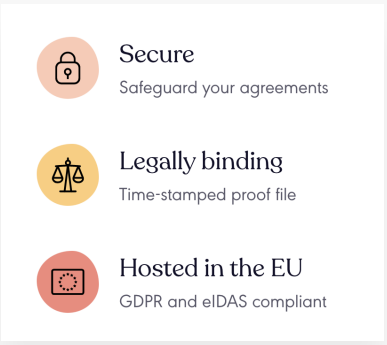 Secure
Safeguard your agreements
Legally binding
Time-stamped proof file
Hosted in the EU
GDPR and eIDAS compliant